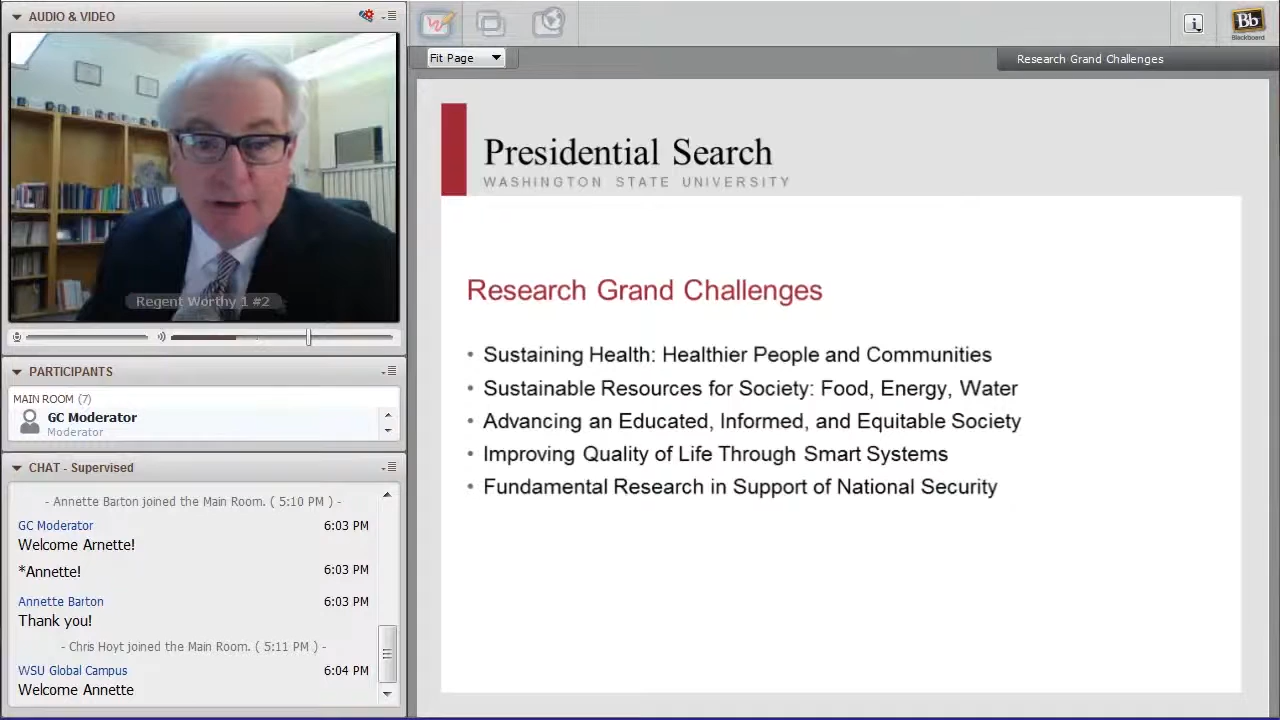 AUDIO & VIDEO
Regent Worthy 1 #2
PARTICIPANTS
MAIN ROOM (7)
GC Moderator
Moderator
CHAT - Supervised
- Annette Barton joined the Main Room. ( 5:10 PM ) -
GC Moderator 6:03 PM
Welcome Arnette!
*Annette! 6:03 PM
Annette Barton 6:03 PM
Thank you!
- Chris Hoyt joined the Main Room. ( 5:11 PM ) -
WSU Global Campus 6:04 PM
Welcome Annette
Bb
Blackboard
Fit Page
Research Grand Challenges
Presidential Search
WASHINGTON STATE UNIVERSITY
Research Grand Challenges
• Sustaining Health: Healthier People and Communities
• Sustainable Resources for Society: Food, Energy, Water
• Advancing an Educated, Informed, and Equitable Society
• Improving Quality of Life Through Smart Systems
• Fundamental Research in Support of National Security